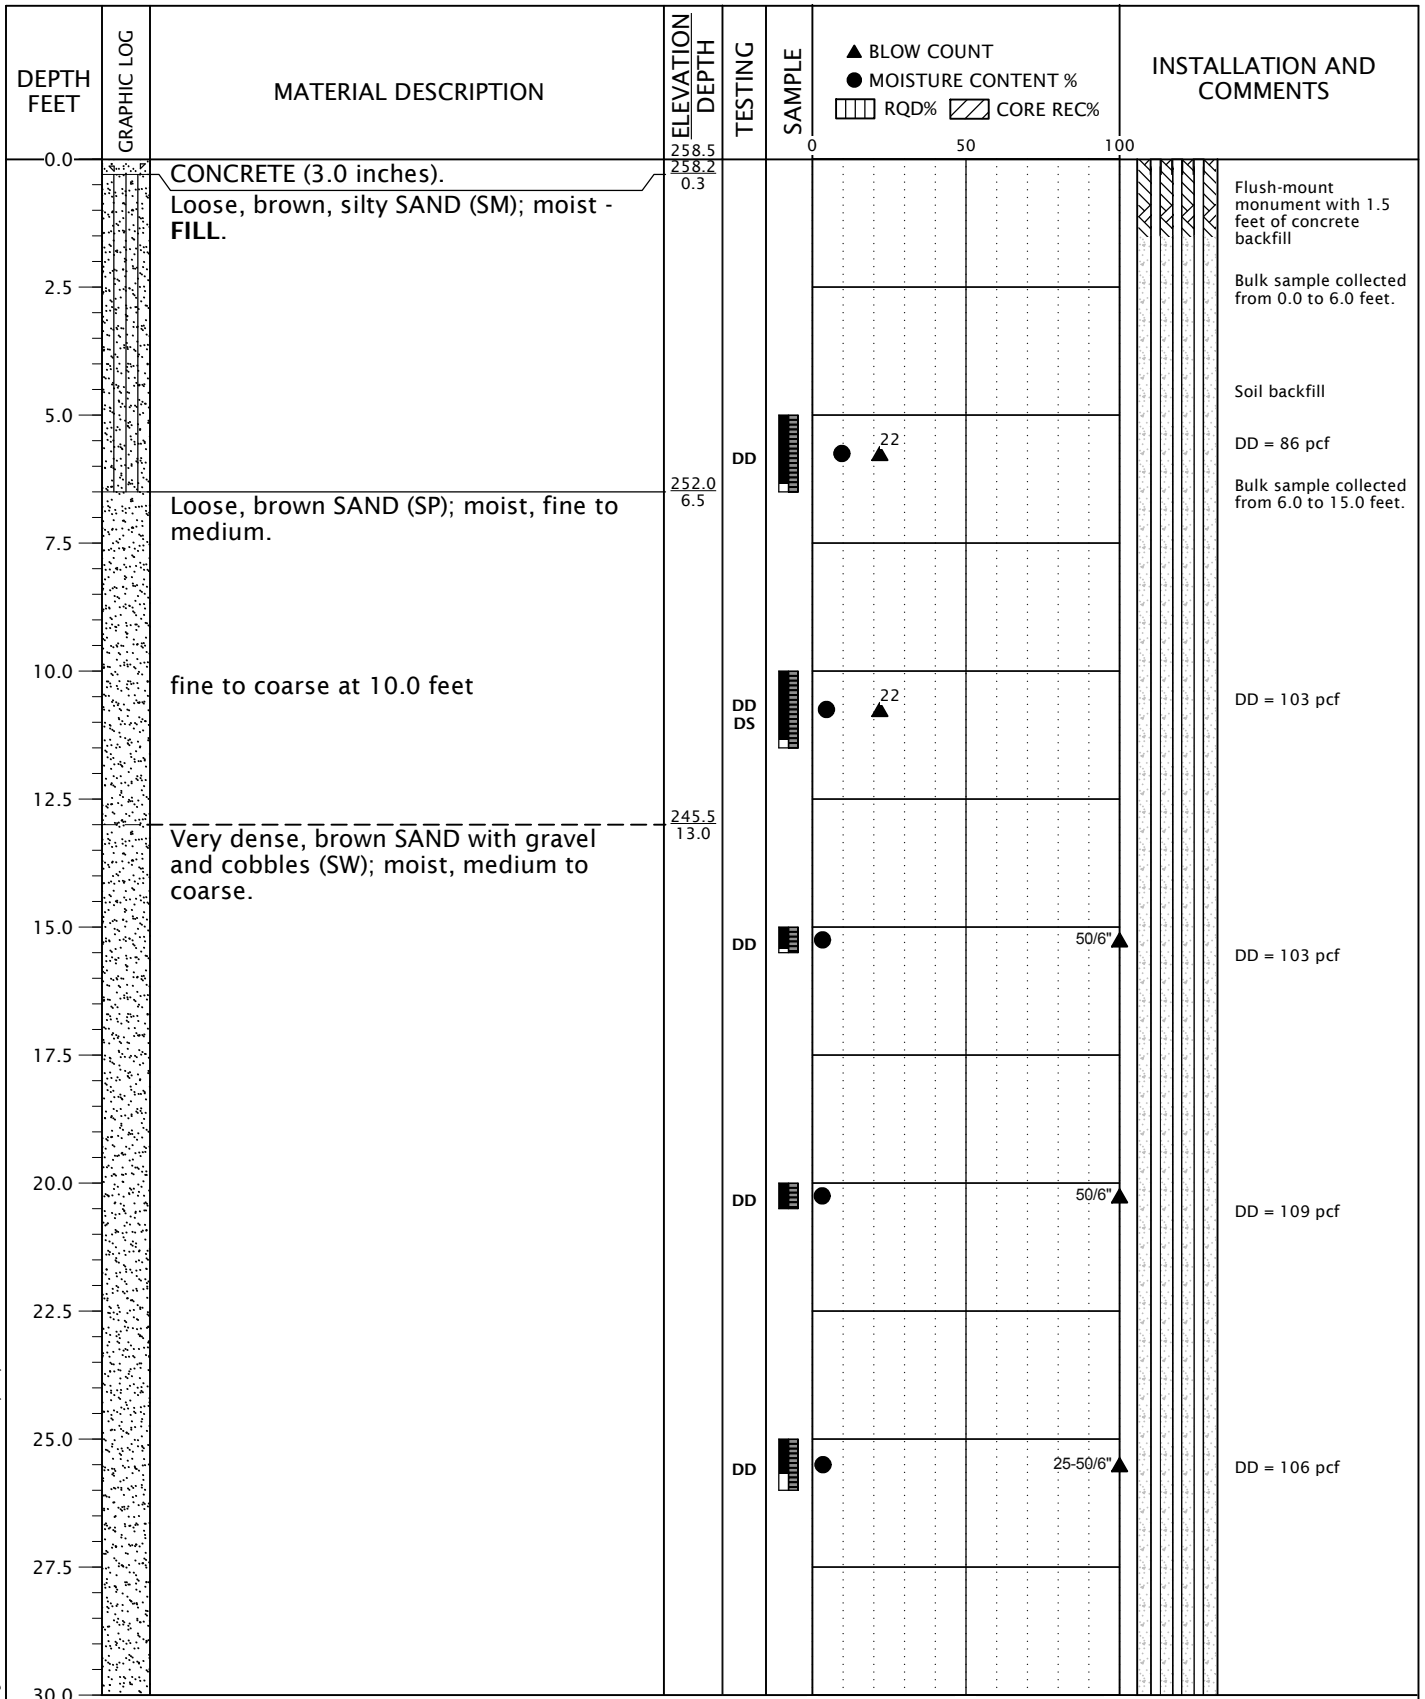 DEPTH
FEET
GRAPHIC LOG
MATERIAL DESCRIPTION
ELEVATION
DEPTH
TESTING
SAMPLE
▲ BLOW COUNT
● MOISTURE CONTENT %
RQD%
CORE REC%
0
50
100
INSTALLATION AND
COMMENTS
0.0
258.5
CONCRETE (3.0 inches).
258.2
0.3
Loose, brown, silty SAND (SM); moist -
FILL.
Flush-mount
monument with 1.5
feet of concrete
backfill
2.5
Bulk sample collected
from 0.0 to 6.0 feet.
Soil backfill
5.0
DD
22
DD = 86 pcf
252.0
6.5
Bulk sample collected
from 6.0 to 15.0 feet.
Loose, brown SAND (SP); moist, fine to
medium.
7.5
10.0
fine to coarse at 10.0 feet
DD
DS
22
DD = 103 pcf
12.5
245.5
13.0
Very dense, brown SAND with gravel
and cobbles (SW); moist, medium to
coarse.
15.0
DD
50/6"
DD = 103 pcf
17.5
20.0
DD
50/6"
DD = 109 pcf
22.5
25.0
DD
25-50/6"
DD = 106 pcf
27.5
30.0